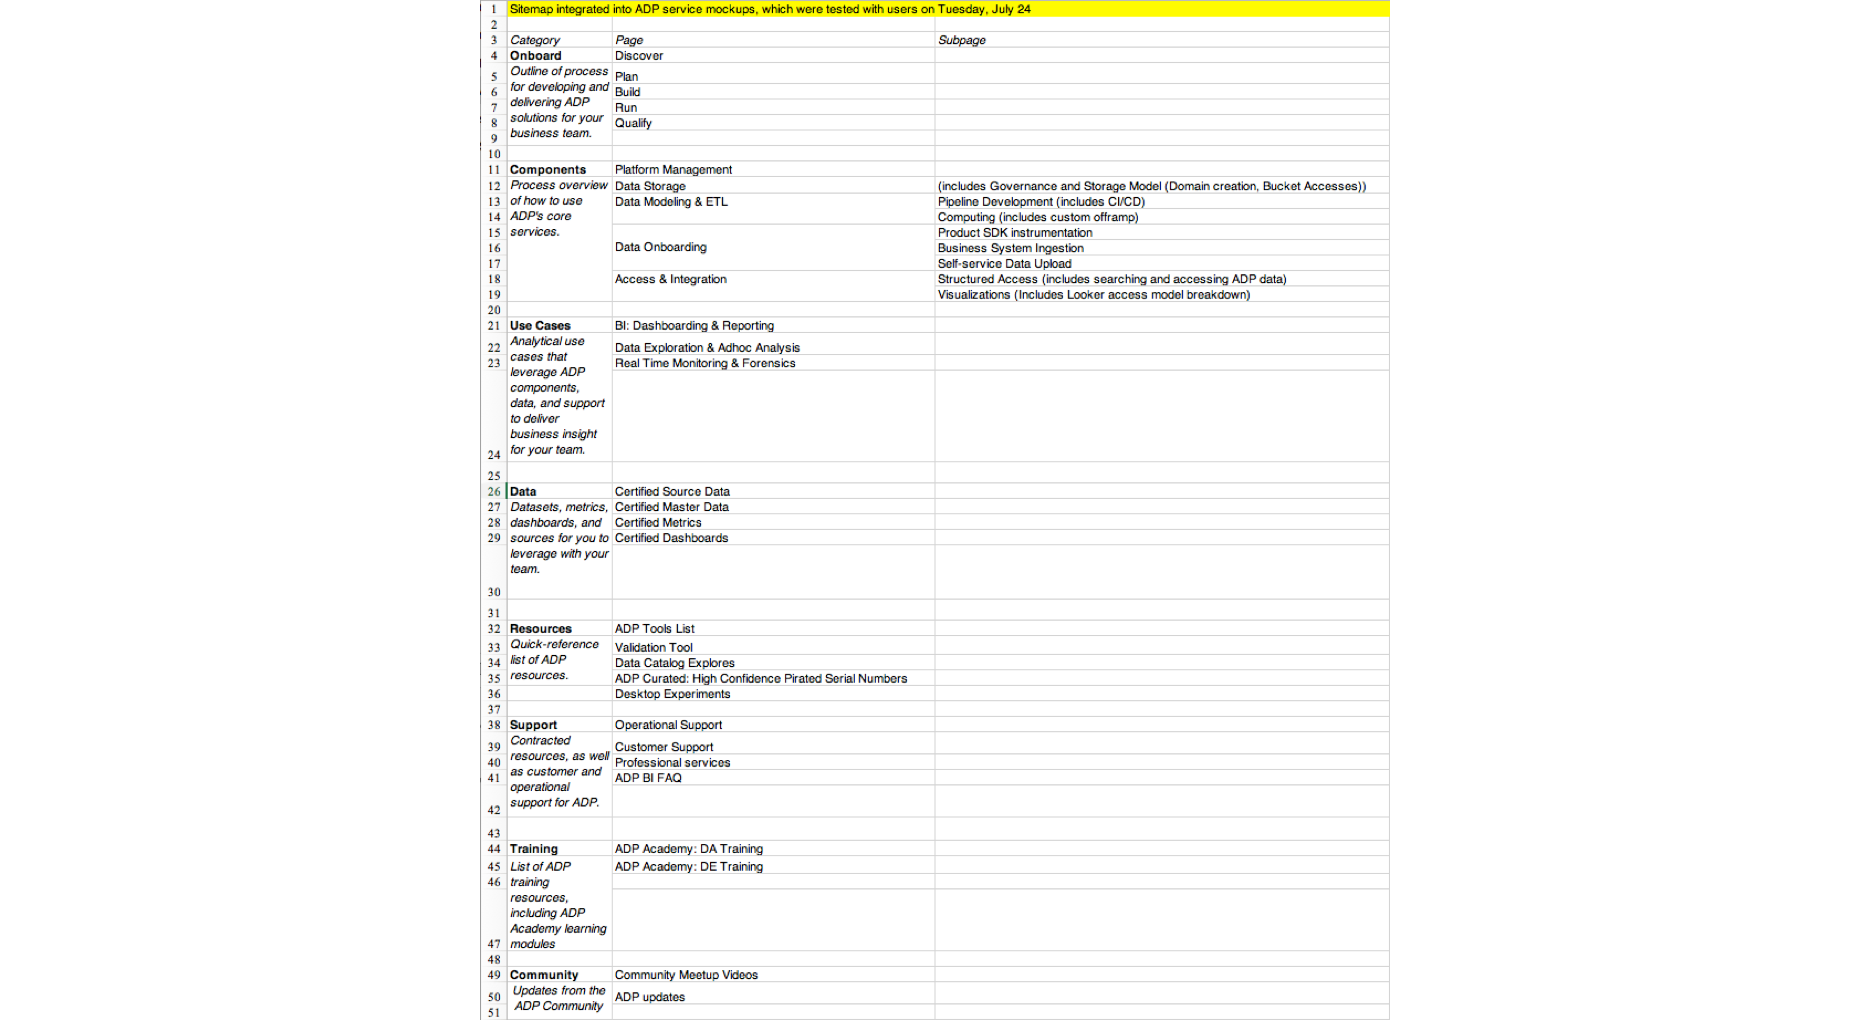 1 Sitemap integrated into ADP service mockups, which were tested with users on Tuesday, July 24
2
3 Category Page Subpage
4 Onboard Discover
5 Outline of process Plan
for developing and
6 Build
delivering ADP
7 Run
solutions for your
8 Qualify
business team.
9
10
11 Components Platform Management
12 Process overview Data Storage (includes Governance and Storage Model (Domain creation, Bucket Accesses))
13 of how to use Data Modeling & ETL Pipeline Development (includes CI/CD)
14 ADP's core Computing (includes custom offramp)
15 services. Product SDK instrumentation
16 Data Onboarding Business System Ingestion
17 Self-service Data Upload
18 Access & Integration Structured Access (includes searching and accessing ADP data)
19 Visualizations (Includes Looker access model breakdown)
20
21 Use Cases BI: Dashboarding & Reporting
Analytical use
22 Data Exploration & Adhoc Analysis
cases that
23 Real Time Monitoring & Forensics
leverage ADP
components,
data, and support
to deliver
business insight
for your team.
24
25
26 Data Certified Source Data
27 Datasets, metrics, Certified Master Data
28 dashboards, and Certified Metrics
29 sources for you to Certified Dashboards
leverage with your
team.
30
31
32 Resources ADP Tools List
33 Quick-reference Validation Tool
34 list of ADP Data Catalog Explores
35 resources. ADP Curated: High Confidence Pirated Serial Numbers
36 Desktop Experiments
37
38 Support Operational Support
Contracted
39 Customer Support
resources, as well
40 Professional services
as customer and
41 ADP BI FAQ
operational
support for ADP.
42
43
44 Training ADP Academy: DA Training
45 List of ADP ADP Academy: DE Training
46 training
resources,
including ADP
Academy learning
47 modules
48
49 Community Community Meetup Videos
Updates from the
50 ADP updates
ADP Community
51